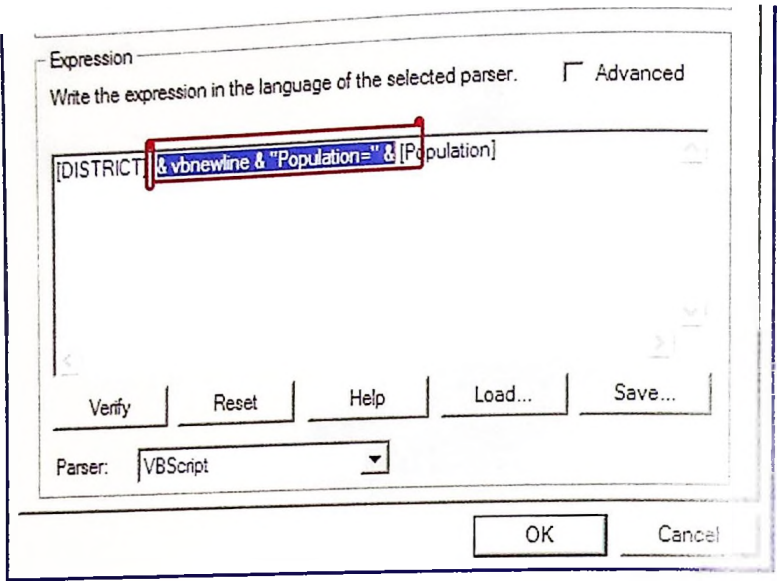 Expression
Write the expression in the language of the selected parser.
Advanced
[DISTRICT] & vbnewline & "Population=" & [Population]
Verify
Reset
Help
Load...
Save...
Parser:
VBScript
OK
Cancel